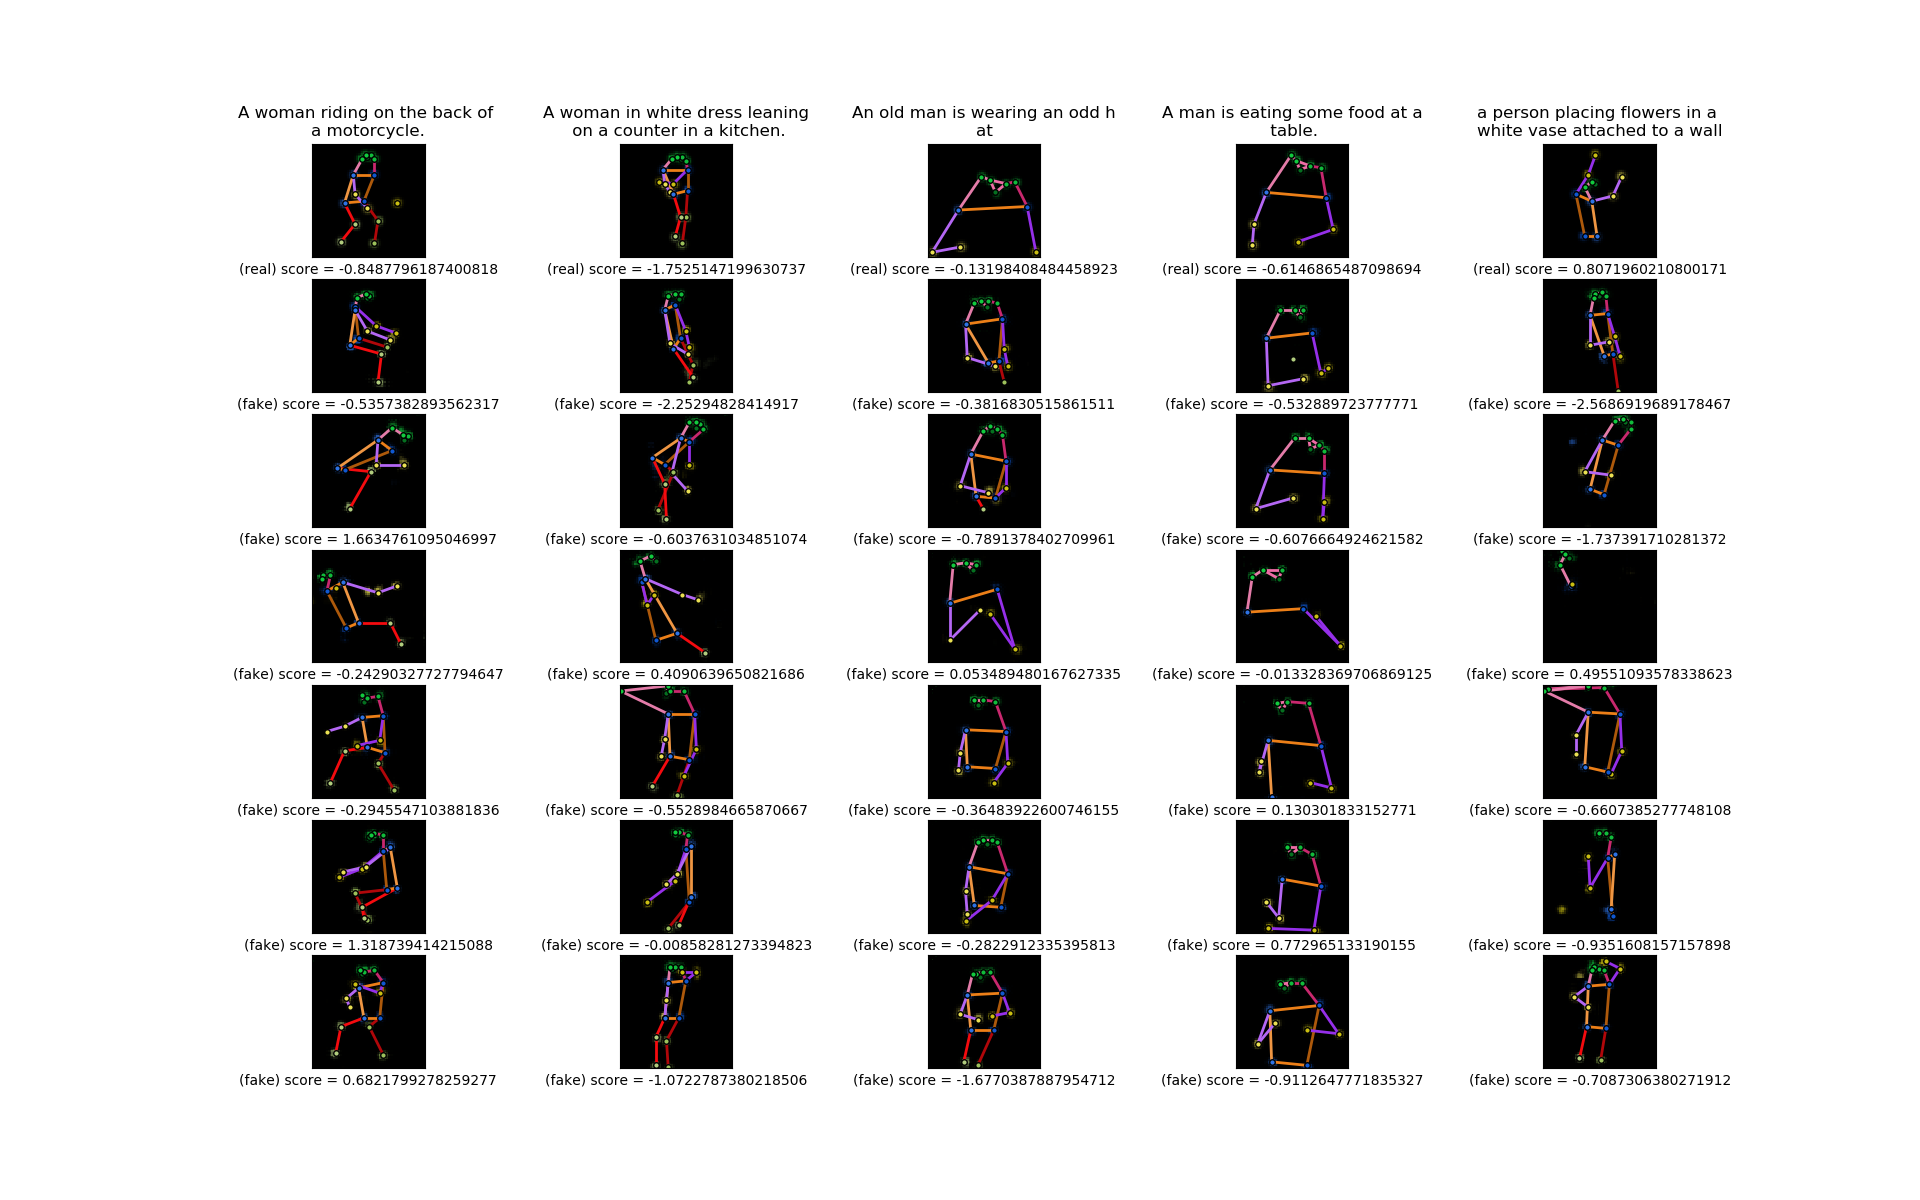 A woman riding on the back of
a motorcycle.
A woman in white dress leaning
on a counter in a kitchen.
An old man is wearing an odd h
at
A man is eating some food at a
table.
a person placing flowers in a
white vase attached to a wall
(real) score = -0.8487796187400818
(real) score = -1.7525147199630737
(real) score = -0.13198408484458923
(real) score = -0.6146865487098694
(real) score = 0.8071960210800171
(fake) score = -0.5357382893562317
(fake) score = -2.25294828414917
(fake) score = -0.3816830515861511
(fake) score = -0.532889723777771
(fake) score = -2.5686919689178467
(fake) score = 1.6634761095046997
(fake) score = -0.6037631034851074
(fake) score = -0.7891378402709961
(fake) score = -0.6076664924621582
(fake) score = -1.737391710281372
(fake) score = -0.24290327727794647
(fake) score = 0.4090639650821686
(fake) score = 0.053489480167627335
(fake) score = -0.013328369706869125
(fake) score = 0.49551093578338623
(fake) score = -0.2945547103881836
(fake) score = -0.5528984665870667
(fake) score = -0.36483922600746155
(fake) score = 0.130301833152771
(fake) score = -0.6607385277748108
(fake) score = 1.318739414215088
(fake) score = -0.00858281273394823
(fake) score = -0.2822912335395813
(fake) score = 0.772965133190155
(fake) score = -0.9351608157157898
(fake) score = 0.6821799278259277
(fake) score = -1.0722787380218506
(fake) score = -1.6770387887954712
(fake) score = -0.9112647771835327
(fake) score = -0.7087306380271912